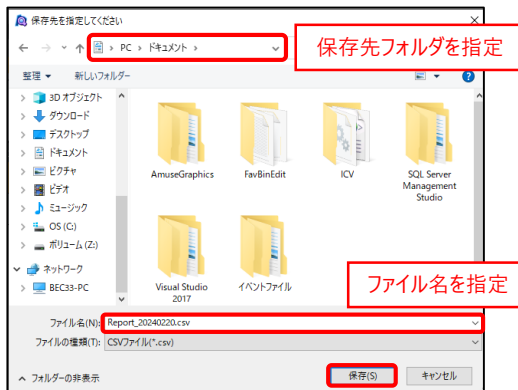 保存先を指定してください
PC › ドキュメント ›
保存先フォルダを指定
整理 新しいフォルダー
3D オブジェクト
ダウンロード
デスクトップ
ドキュメント
ピクチャ
ビデオ
ミュージック
OS (C:)
ボリューム (Z:)
ネットワーク
BEC33-PC
AmuseGraphics
FavBinEdit
ICV
SQL Server
Management
Studio
Visual Studio
2017
イベントファイル
ファイル名を指定
ファイル名(N): Report_20240220.csv
ファイルの種類(T): CSVファイル(*.csv)
フォルダーの非表示
保存(S) キャンセル